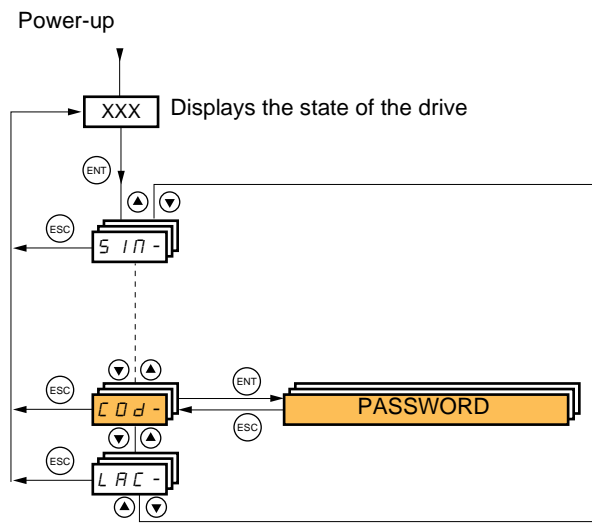 Power-up
XXX Displays the state of the drive
ENT
ESC
SIM-
ESC
ENT
COd-
PASSWORD
ESC
ESC
LAC-